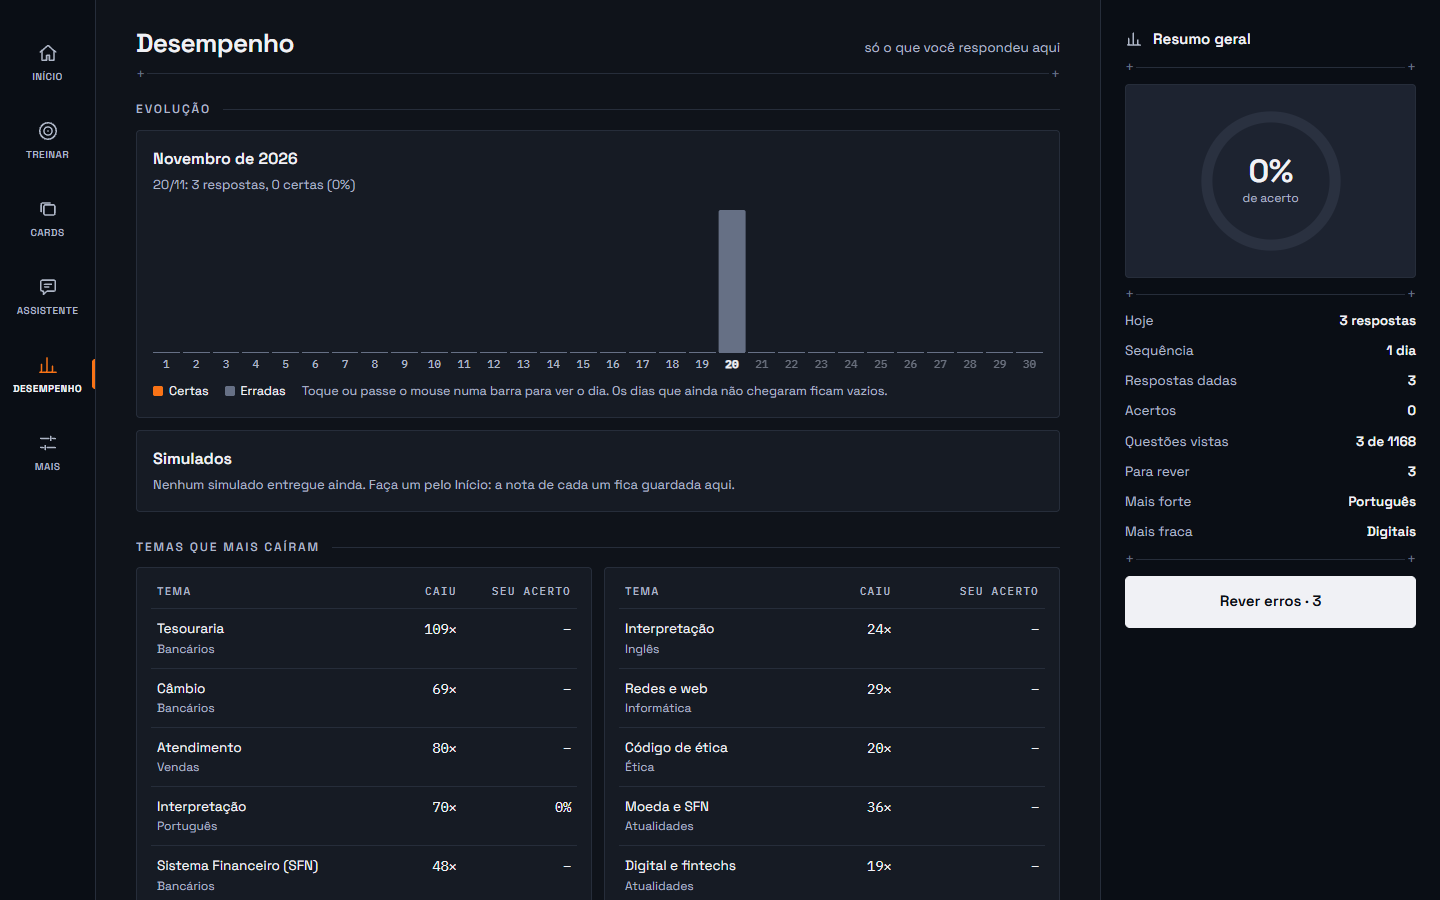 INÍCIO
TREINAR
CARDS
ASSISTENTE
DESEMPENHO
MAIS
Desempenho
só o que você respondeu aqui
EVOLUÇÃO
Novembro de 2026
20/11: 3 respostas, 0 certas (0%)
1 2 3 4 5 6 7 8 9 10 11 12 13 14 15 16 17 18 19 20 21 22 23 24 25 26 27 28 29 30
Certas Erradas Toque ou passe o mouse numa barra para ver o dia. Os dias que ainda não chegaram ficam vazios.
Simulados
Nenhum simulado entregue ainda. Faça um pelo Início: a nota de cada um fica guardada aqui.
TEMAS QUE MAIS CAÍRAM
TEMA CAIU SEU ACERTO
Tesouraria 109× –
Bancários
Câmbio 69× –
Bancários
Atendimento 80× –
Vendas
Interpretação 70× 0%
Português
Sistema Financeiro (SFN) 48× –
Bancários
TEMA CAIU SEU ACERTO
Interpretação 24× –
Inglês
Redes e web 29× –
Informática
Código de ética 20× –
Ética
Moeda e SFN 36× –
Atualidades
Digital e fintechs 19× –
Atualidades
Resumo geral
0%
de acerto
Hoje 3 respostas
Sequência 1 dia
Respostas dadas 3
Acertos 0
Questões vistas 3 de 1168
Para rever 3
Mais forte Português
Mais fraca Digitais
Rever erros · 3